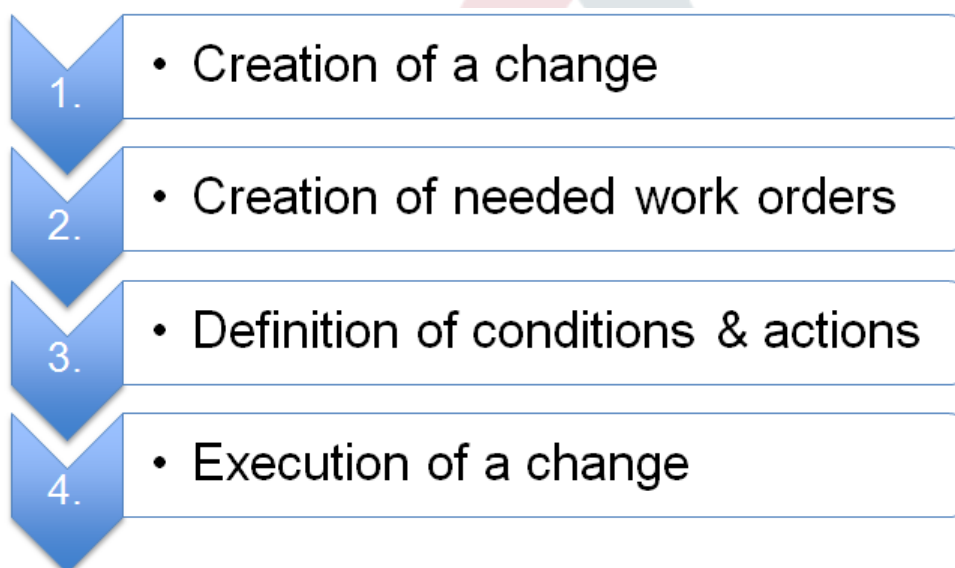 1.
• Creation of a change
2.
• Creation of needed work orders
3.
• Definition of conditions & actions
4.
• Execution of a change